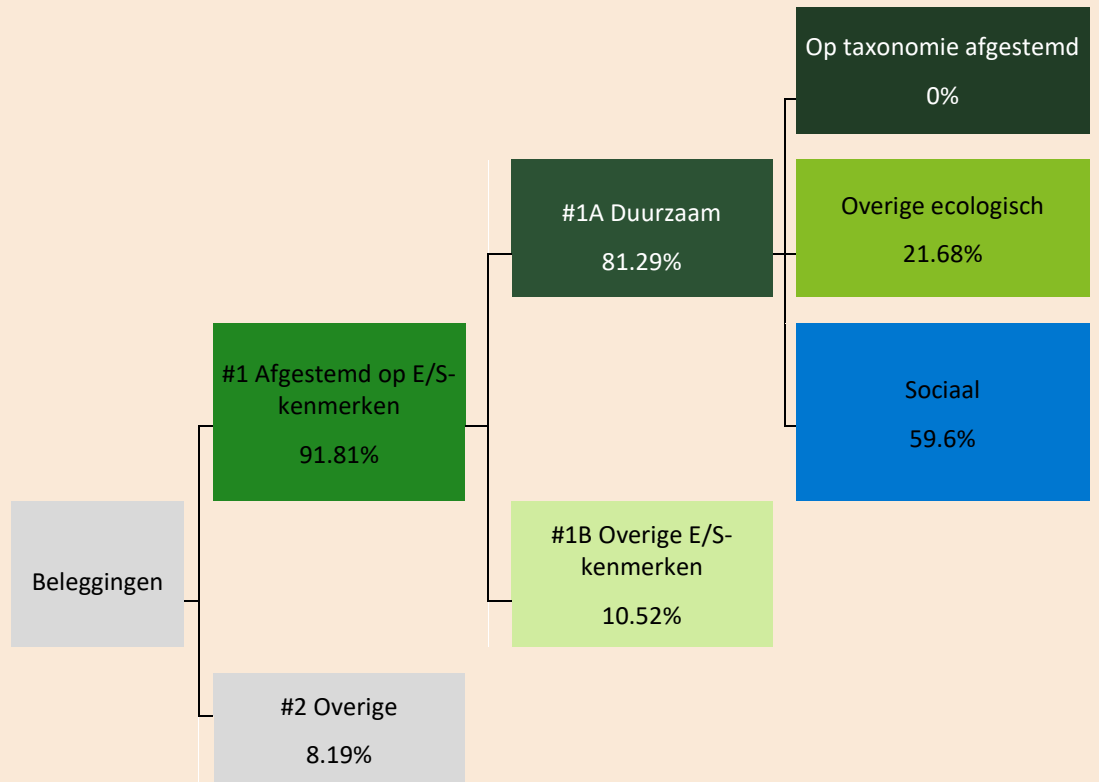 Op taxonomie afgestemd
0%
#1A Duurzaam
81.29%
Overige ecologisch
21.68%
#1 Afgestemd op E/S-
kenmerken
91.81%
Sociaal
59.6%
Beleggingen
#1B Overige E/S-
kenmerken
10.52%
#2 Overige
8.19%